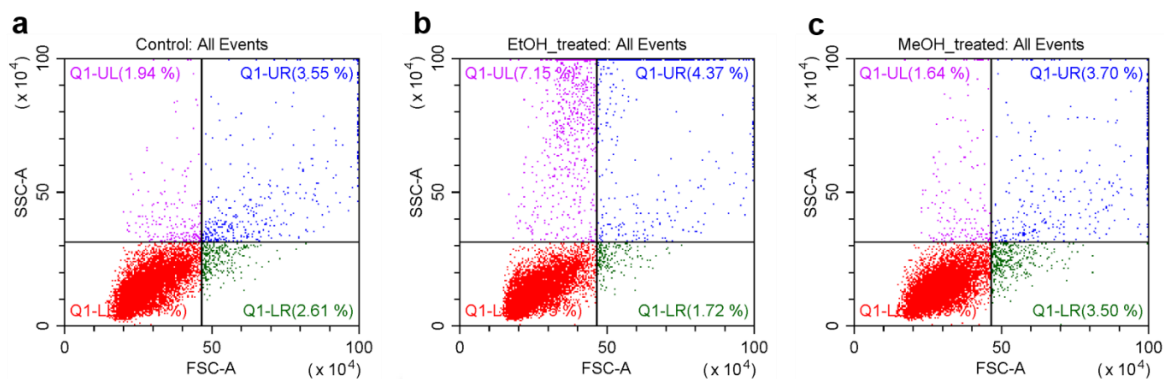 a
Control: All Events
Q1-UL(1.94 %)
Q1-UR(3.55 %)
Q1-LR(2.61 %)
SSC-A
(x 10⁴)
0
50
100
0
50
100
FSC-A
(x 10⁴)
b
EtOH_treated: All Events
Q1-UL(7.15 %)
Q1-UR(4.37 %)
Q1-LR(1.72 %)
SSC-A
(x 10⁴)
0
50
100
0
50
100
FSC-A
(x 10⁴)
c
MeOH_treated: All Events
Q1-UL(1.64 %)
Q1-UR(3.70 %)
Q1-LR(3.50 %)
SSC-A
(x 10⁴)
0
50
100
0
50
100
FSC-A
(x 10⁴)